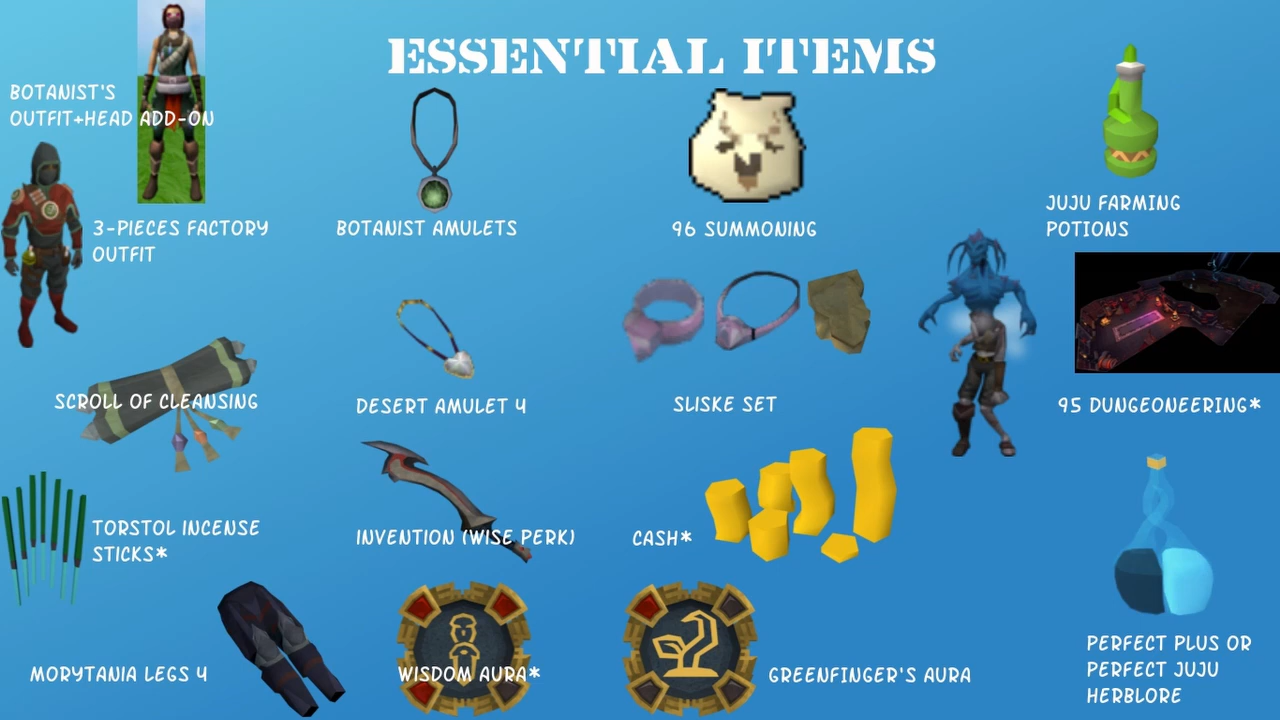 ESSENTIAL ITEMS
BOTANIST'S
OUTFIT+HEAD ADD-ON
3-PIECES FACTORY
OUTFIT
BOTANIST AMULETS
96 SUMMONING
JUJU FARMING
POTIONS
SCROLL OF CLEANSING
DESERT AMULET 4
SLISKE SET
95 DUNGEONEERING*
TORSTOL INCENSE
STICKS*
INVENTION (WISE PERK)
CASH*
MORYTANIA LEGS 4
WISDOM AURA*
GREENFINGER'S AURA
PERFECT PLUS OR
PERFECT JUJU
HERBLORE